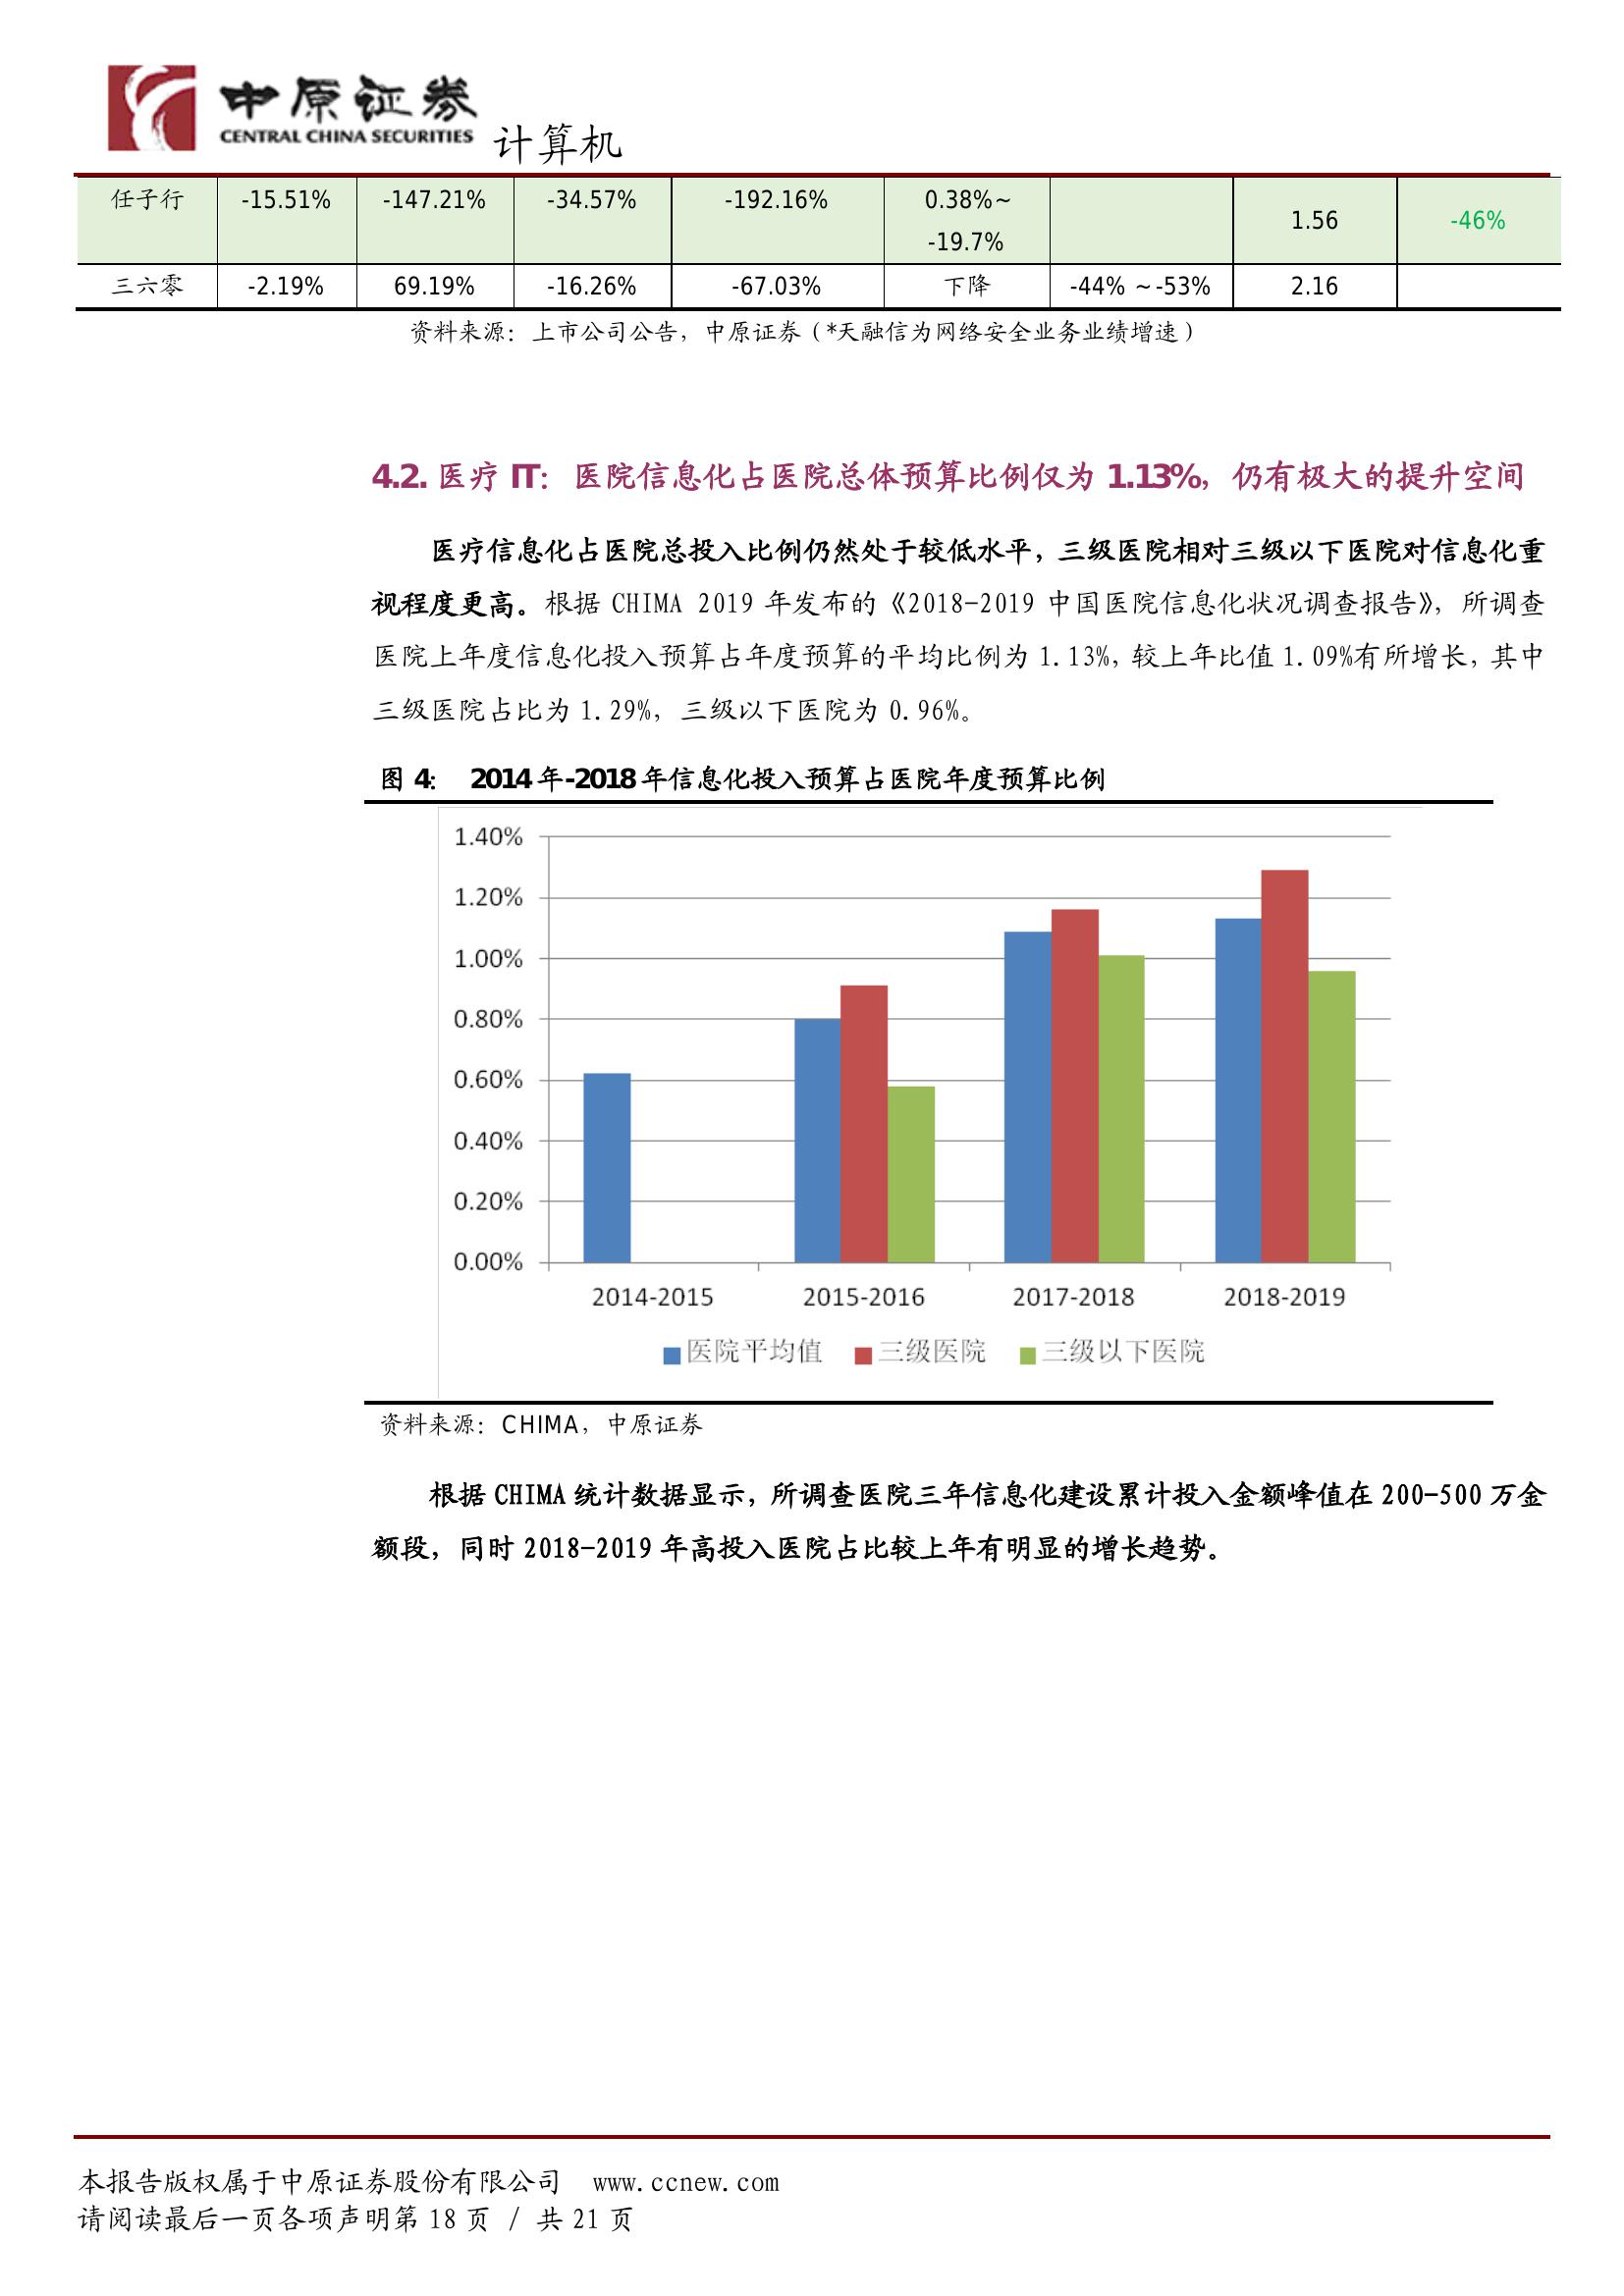 中原证券
CENTRAL CHINA SECURITIES
计算机
任子行 -15.51% -147.21% -34.57% -192.16% 0.38%~ 1.56 -46%
-19.7%
三六零 -2.19% 69.19% -16.26% -67.03% 下降 -44% ~-53% 2.16
资料来源：上市公司公告，中原证券（*天融信为网络安全业务业绩增速）
4.2. 医疗 IT： 医院信息化占医院总体预算比例仅为 1.13%，仍有极大的提升空间
医疗信息化占医院总投入比例仍然处于较低水平，三级医院相对三级以下医院对信息化重
视程度更高。根据 CHIMA 2019 年发布的《2018-2019 中国医院信息化状况调查报告》，所调查
医院上年度信息化投入预算占年度预算的平均比例为 1.13%，较上年比值 1.09%有所增长，其中
三级医院占比为 1.29%，三级以下医院为 0.96%。
图 4： 2014 年-2018 年信息化投入预算占医院年度预算比例
1.40%
1.20%
1.00%
0.80%
0.60%
0.40%
0.20%
0.00%
2014-2015 2015-2016 2017-2018 2018-2019
医院平均值 三级医院 三级以下医院
资料来源：CHIMA，中原证券
根据 CHIMA 统计数据显示，所调查医院三年信息化建设累计投入金额峰值在 200-500 万金
额段，同时 2018-2019 年高投入医院占比较上年有明显的增长趋势。
本报告版权属于中原证券股份有限公司 www.ccnew.com
请阅读最后一页各项声明第 18 页 / 共 21 页